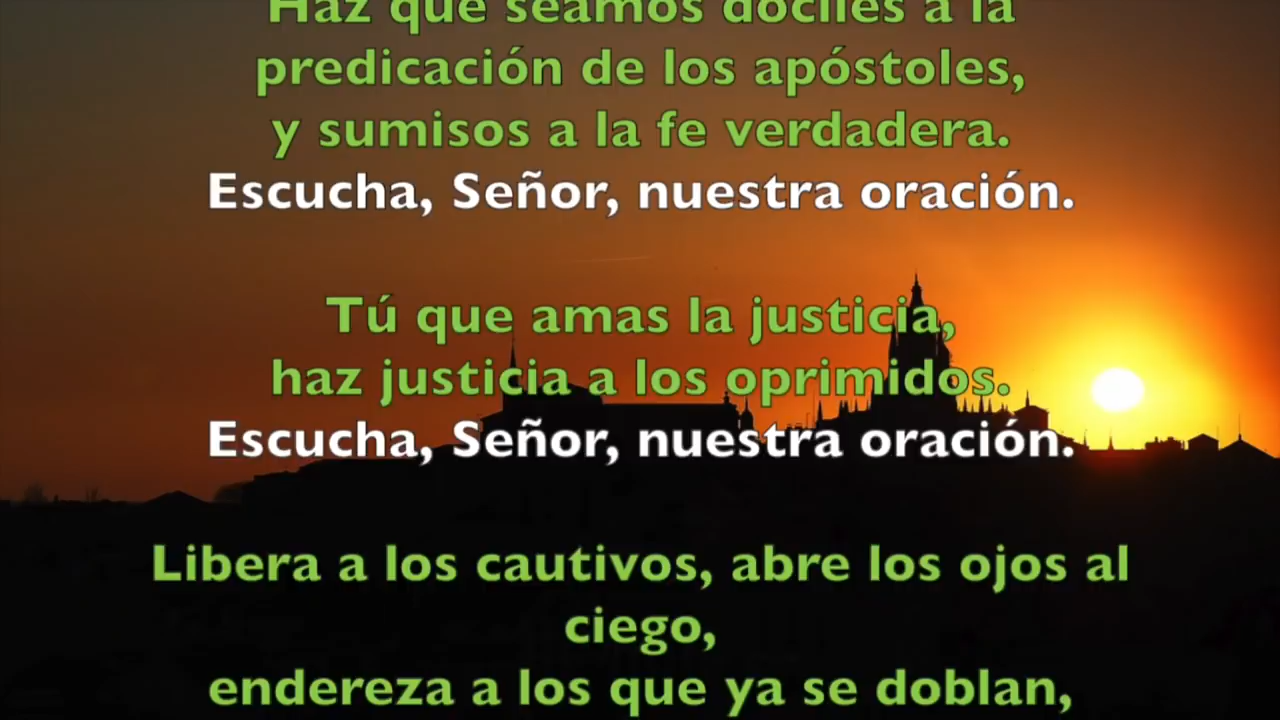 Haz que seamos dóciles a la
predicación de los apóstoles,
y sumisos a la fe verdadera.
Escucha, Señor, nuestra oración.
Tú que amas la justicia,
haz justicia a los oprimidos.
Escucha, Señor, nuestra oración.
Libera a los cautivos, abre los ojos al
ciego,
endereza a los que ya se doblan,